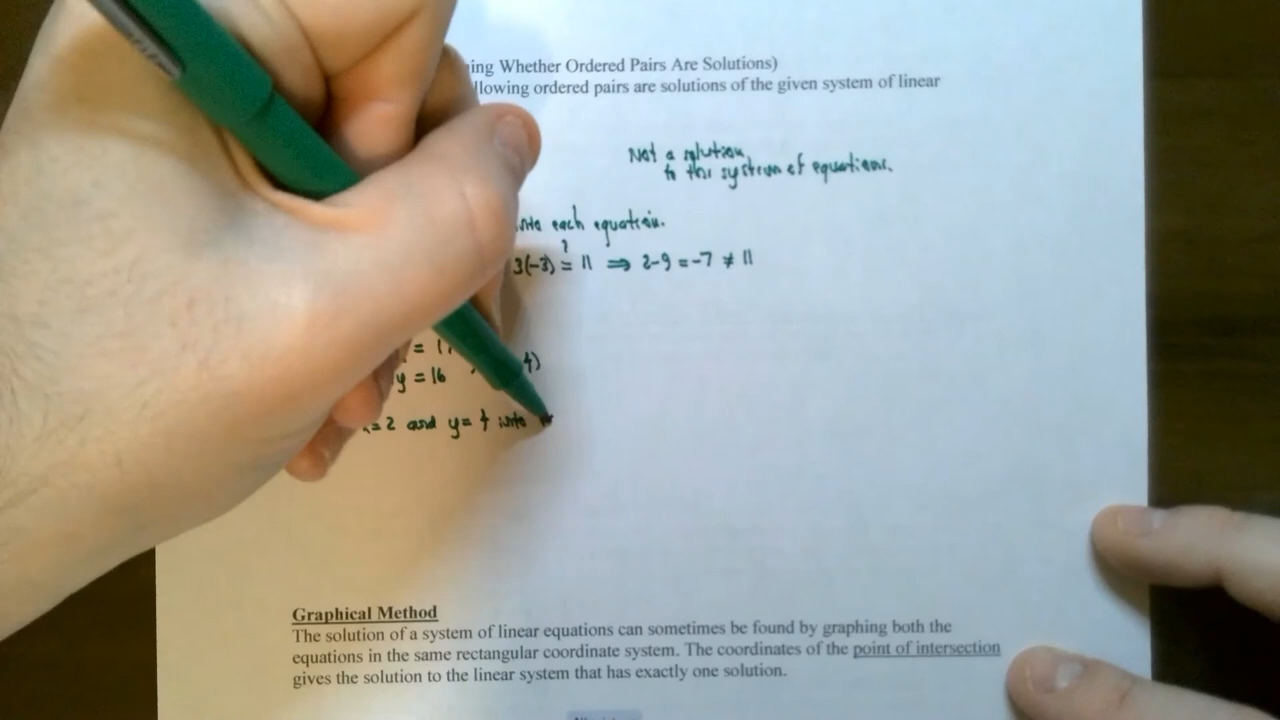 ing Whether Ordered Pairs Are Solutions)
llowing ordered pairs are solutions of the given system of linear
Not a solution
to this system of equations.
into each equation.
3(-3) ≟ 11 ⇒ 2-9 = -7 ≠ 11
= 4)
y = 16
=2 and y= 4 into
Graphical Method
The solution of a system of linear equations can sometimes be found by graphing both the
equations in the same rectangular coordinate system. The coordinates of the point of intersection
gives the solution to the linear system that has exactly one solution.